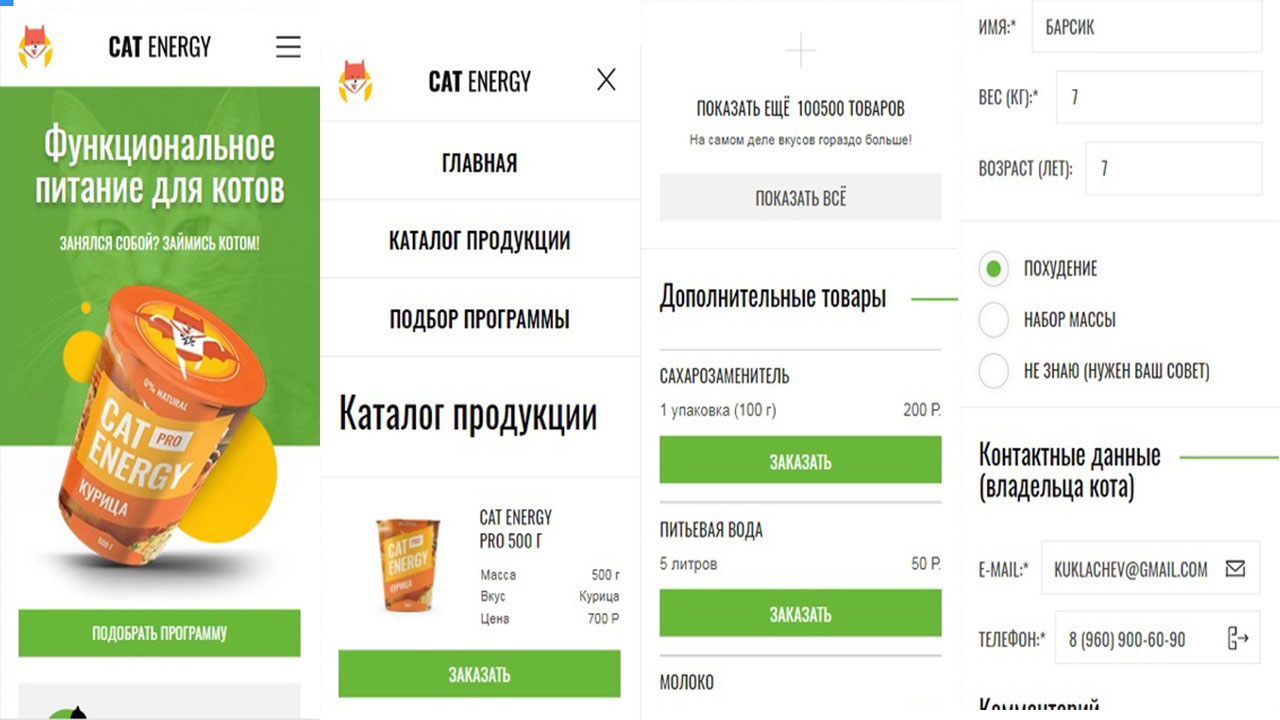 CAT ENERGY
Функциональное
питание для котов
ЗАНЯЛСЯ СОБОЙ? ЗАЙМИСЬ КОТОМ!
0% NATURAL
CAT PRO
ENERGY
КУРИЦА
500 Г
ПОДОБРАТЬ ПРОГРАММУ
CAT ENERGY
ГЛАВНАЯ
КАТАЛОГ ПРОДУКЦИИ
ПОДБОР ПРОГРАММЫ
Каталог продукции
CAT PRO
ENERGY
КУРИЦА
CAT ENERGY
PRO 500 Г
Масса 500 г
Вкус Курица
Цена 700 Р
ЗАКАЗАТЬ
ПОКАЗАТЬ ЕЩЁ 100500 ТОВАРОВ
На самом деле вкусов гораздо больше!
ПОКАЗАТЬ ВСЁ
Дополнительные товары
САХАРОЗАМЕНИТЕЛЬ
1 упаковка (100 г) 200 Р.
ЗАКАЗАТЬ
ПИТЬЕВАЯ ВОДА
5 литров 50 Р.
ЗАКАЗАТЬ
МОЛОКО
ИМЯ:* БАРСИК
ВЕС (КГ):* 7
ВОЗРАСТ (ЛЕТ): 7
ПОХУДЕНИЕ
НАБОР МАССЫ
НЕ ЗНАЮ (НУЖЕН ВАШ СОВЕТ)
Контактные данные
(владельца кота)
E-MAIL:* KUKLACHEV@GMAIL.COM
ТЕЛЕФОН:* 8 (960) 900-60-90
Комментарий